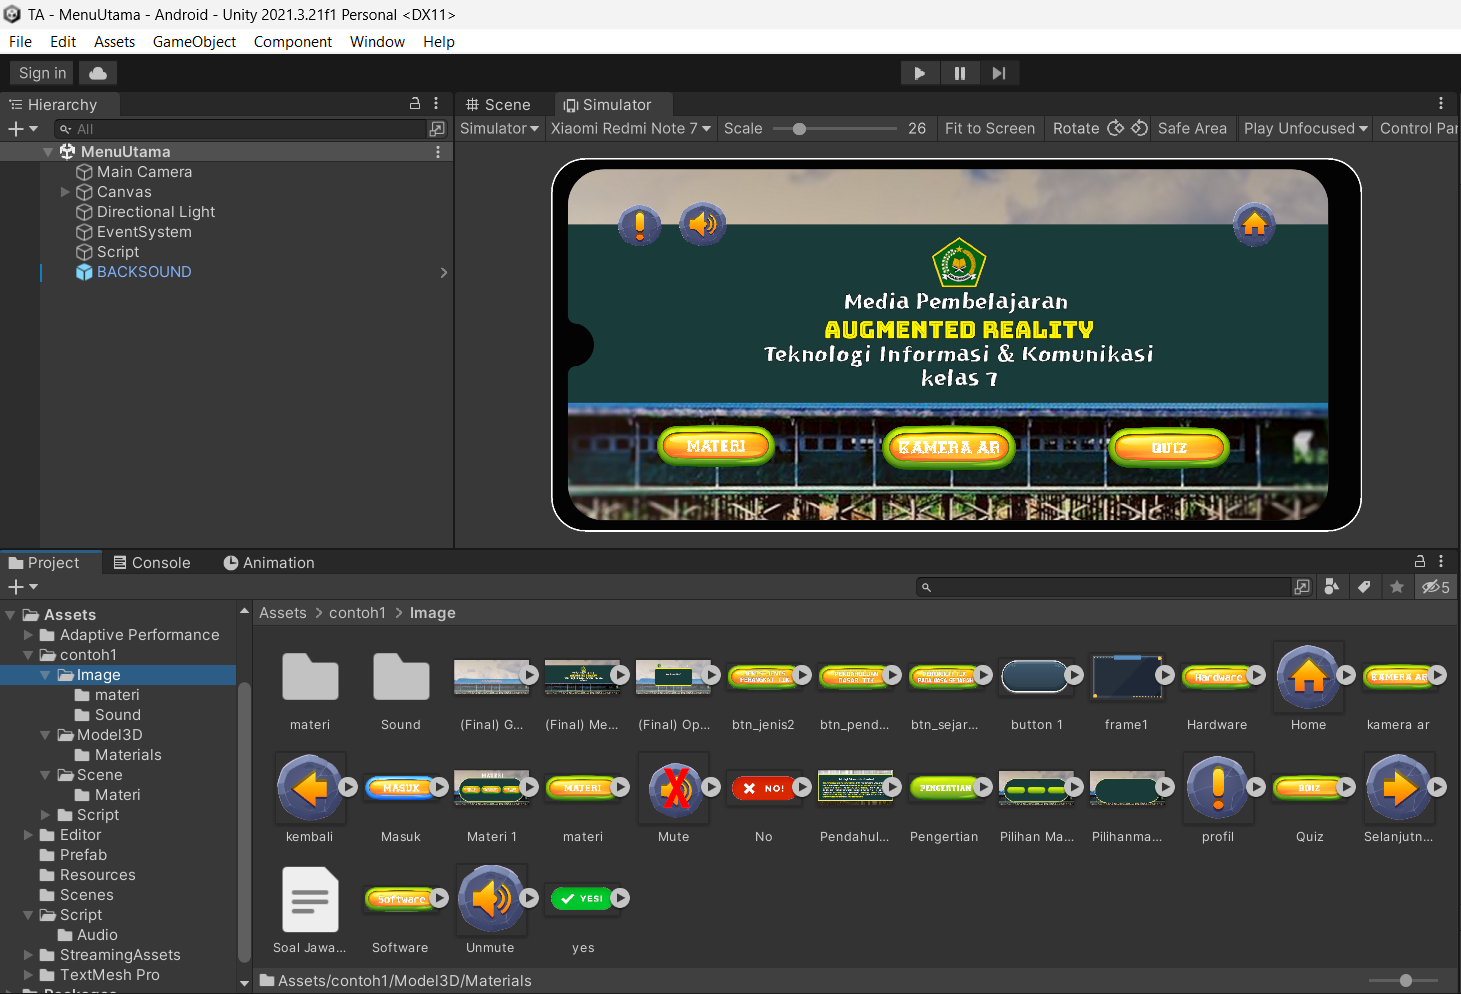 TA - MenuUtama - Android - Unity 2021.3.21f1 Personal <DX11>
File Edit Assets GameObject Component Window Help
Sign in
Hierarchy
All
MenuUtama
Main Camera
Canvas
Directional Light
EventSystem
Script
BACKSOUND
Scene Simulator
Simulator Xiaomi Redmi Note 7 Scale 26 Fit to Screen Rotate Safe Area Play Unfocused Control Par
Media Pembelajaran
AUGMENTED REALITY
Teknologi Informasi & Komunikasi
kelas 7
MATERI KAMERA AR QUIZ
Project Console Animation
5
Assets
Adaptive Performance
contoh1
Image
materi
Sound
Model3D
Materials
Scene
Materi
Script
Editor
Prefab
Resources
Scenes
Script
Audio
StreamingAssets
TextMesh Pro
Packages
Assets > contoh1 > Image
Hardware KAMERA AR
materi Sound (Final) G... (Final) Me... (Final) Op... btn_jenis2 btn_pend... btn_sejar... button 1 frame1 Hardware Home kamera ar
MASUK MATERI MATERI NO! PENGERTIAN QUIZ
kembali Masuk Materi 1 materi Mute No Pendahul... Pengertian Pilihan Ma... Pilihanma... profil Quiz Selanjutn...
Software YES!
Soal Jawa... Software Unmute yes
Assets/contoh1/Model3D/Materials